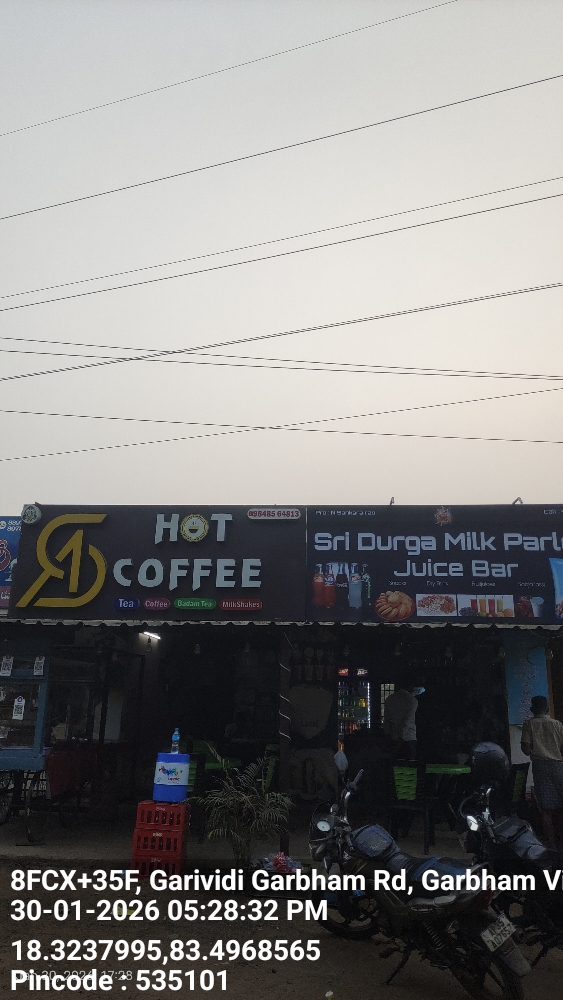 HOT
COFFEE
Tea Coffee Badam Tea MilkShakes
Sri Durga Milk Parl
Juice Bar
8FCX+35F, Garividi Garbham Rd, Garbham Vi
30-01-2026 05:28:32 PM
18.3237995,83.4968565
Pincode : 535101